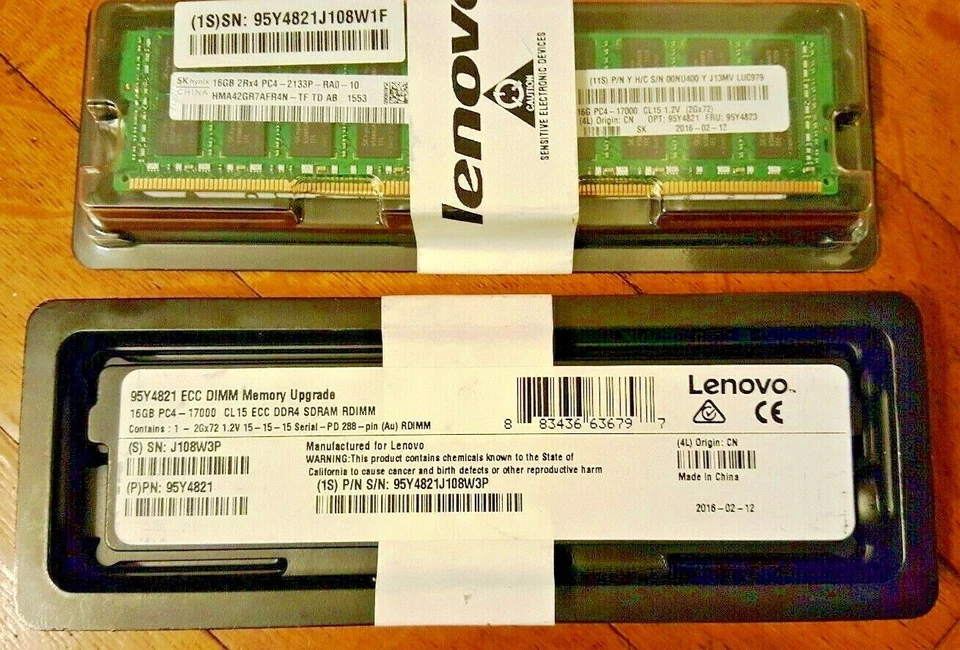 (1S)SN: 95Y4821J108W1F
SK hynix 16GB 2Rx4 PC4-2133P-RA0-10
CHINA HMA42GR7AFR4N-TF TD AB 1553
lenovo
CAUTION
SENSITIVE ELECTRONIC DEVICES
(11S) P/N Y H/C S/N 00NU400 Y J13MV LUC979
16G PC4-17000 CL15 1.2V (2Gx72)
(4L) Origin: CN OPT: 95Y4821 FRU: 95Y4823
SK 2016-02-12
95Y4821 ECC DIMM Memory Upgrade
16GB PC4-17000 CL15 ECC DDR4 SDRAM RDIMM
Contains: 1 - 2Gx72 1.2V 15-15-15 Serial-PD 288-pin (Au) RDIMM
8 83436 63679 7
Lenovo™
CE
(S) SN: J108W3P
(P)PN: 95Y4821
Manufactured for Lenovo
WARNING:This product contains chemicals known to the State of
California to cause cancer and birth defects or other reproductive harm
(1S) P/N S/N: 95Y4821J108W3P
(4L) Origin: CN
Made in China
2016-02-12